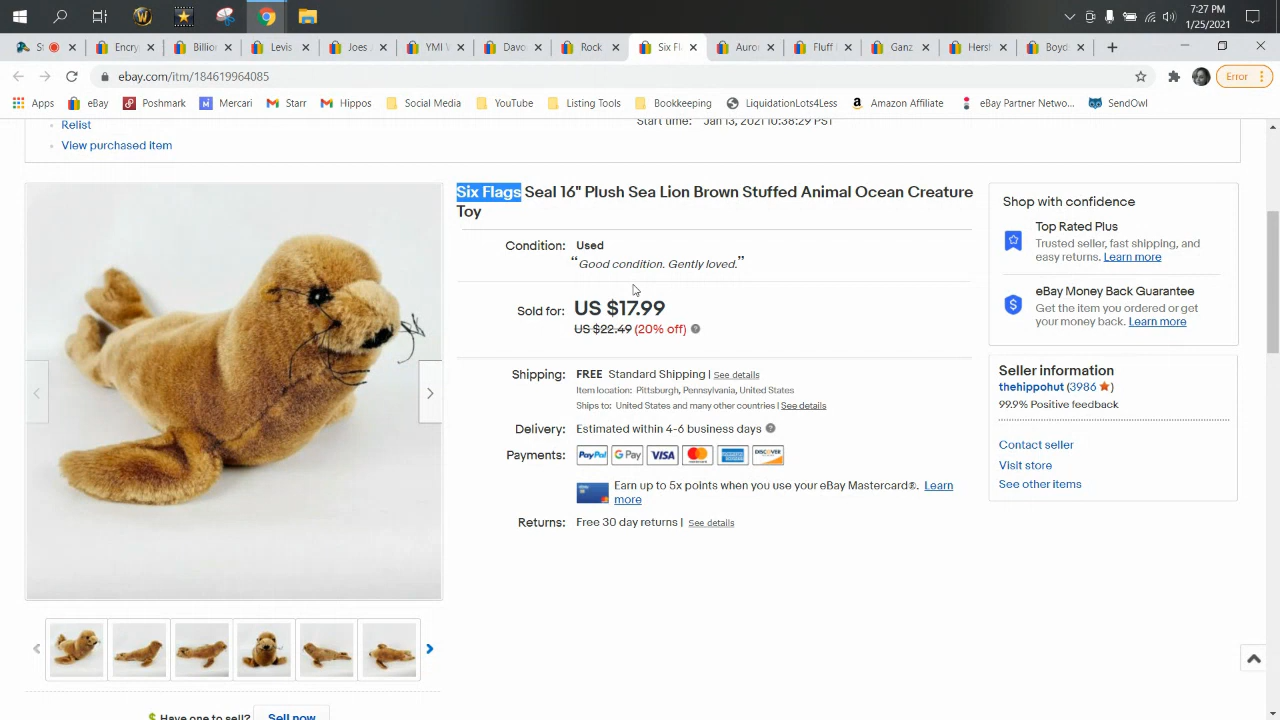 7:27 PM
1/25/2021
St
Encry
Billion
Levis
Joes
YMI
Davo
Rock
Six Fl
Auror
Fluff
Ganz
Hersh
Boyd
ebay.com/itm/184619964085
Error
Apps
eBay
Poshmark
Mercari
Starr
Hippos
Social Media
YouTube
Listing Tools
Bookkeeping
LiquidationLots4Less
Amazon Affiliate
eBay Partner Netwo...
SendOwl
Relist
View purchased item
Start time: Jan 13, 2021 10:38:29 PST
Six Flags Seal 16" Plush Sea Lion Brown Stuffed Animal Ocean Creature
Toy
Condition: Used
“Good condition. Gently loved.”
Sold for: US $17.99
US $22.49 (20% off)
Shipping: FREE Standard Shipping | See details
Item location: Pittsburgh, Pennsylvania, United States
Ships to: United States and many other countries | See details
Delivery: Estimated within 4-6 business days
Payments: PayPal G Pay VISA mastercard DISCOVER
Earn up to 5x points when you use your eBay Mastercard®. Learn
more
Returns: Free 30 day returns | See details
Shop with confidence
Top Rated Plus
Trusted seller, fast shipping, and
easy returns. Learn more
eBay Money Back Guarantee
Get the item you ordered or get
your money back. Learn more
Seller information
thehippohut (3986)
99.9% Positive feedback
Contact seller
Visit store
See other items
Have one to sell? Sell now